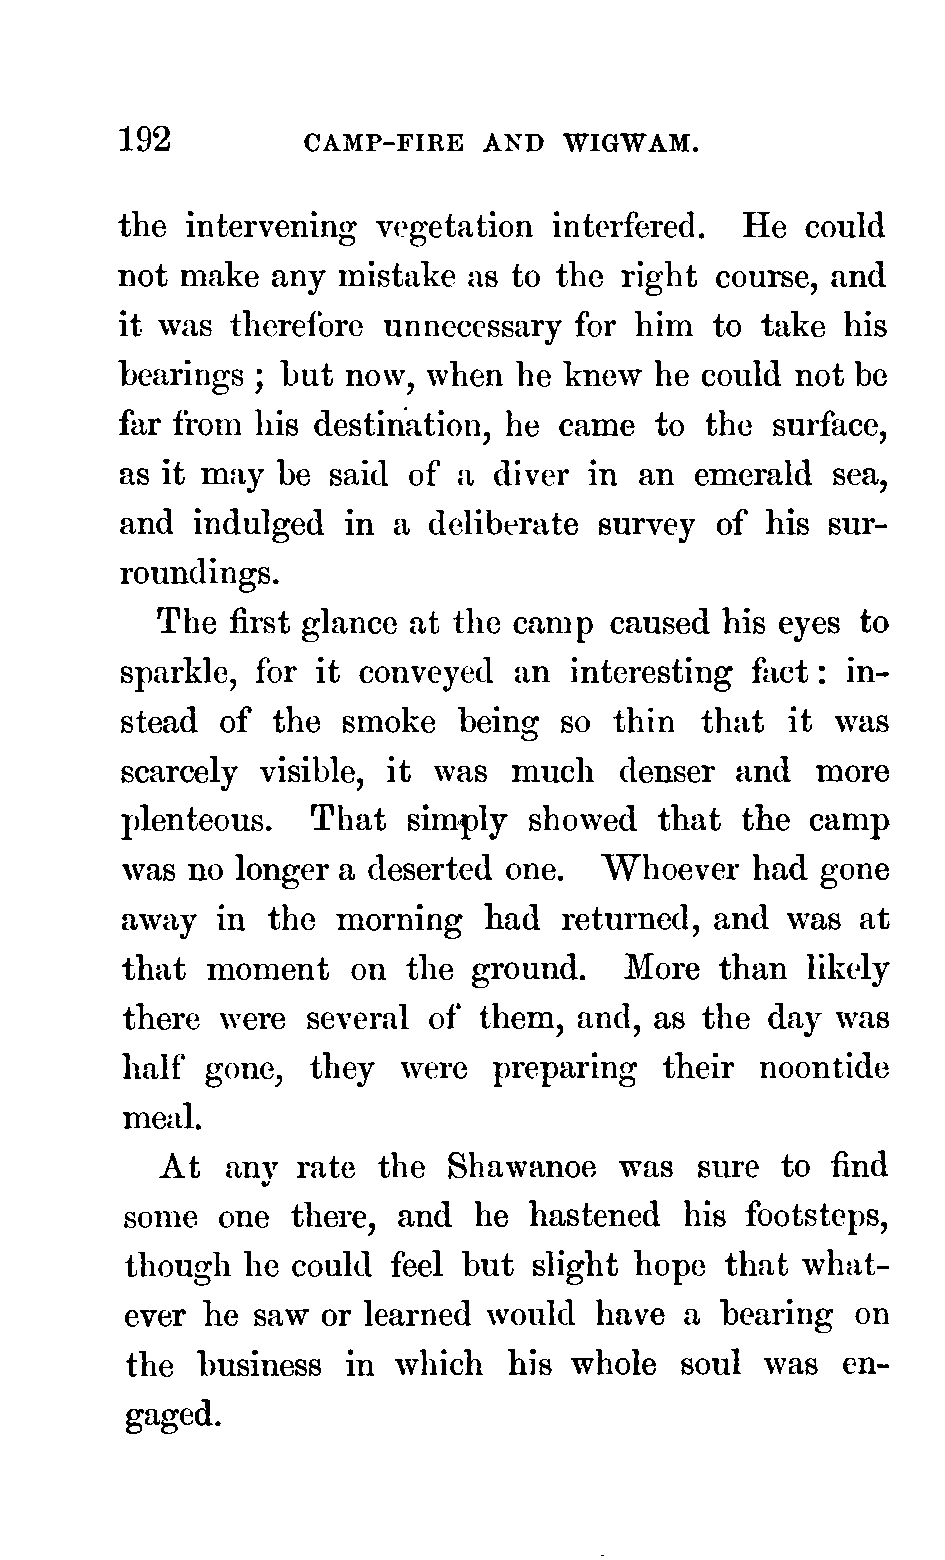 192 CAMP-FIRE AND WIGWAM.
the intervening vegetation interfered. He could
not make any mistake as to the right course, and
it was therefore unnecessary for him to take his
bearings ; but now, when he knew he could not be
far from his destination, he came to the surface,
as it may be said of a diver in an emerald sea,
and indulged in a deliberate survey of his sur-
roundings.
The first glance at the camp caused his eyes to
sparkle, for it conveyed an interesting fact : in-
stead of the smoke being so thin that it was
scarcely visible, it was much denser and more
plenteous. That simply showed that the camp
was no longer a deserted one. Whoever had gone
away in the morning had returned, and was at
that moment on the ground. More than likely
there were several of them, and, as the day was
half gone, they were preparing their noontide
meal.
At any rate the Shawanoe was sure to find
some one there, and he hastened his footsteps,
though he could feel but slight hope that what-
ever he saw or learned would have a bearing on
the business in which his whole soul was en-
gaged.